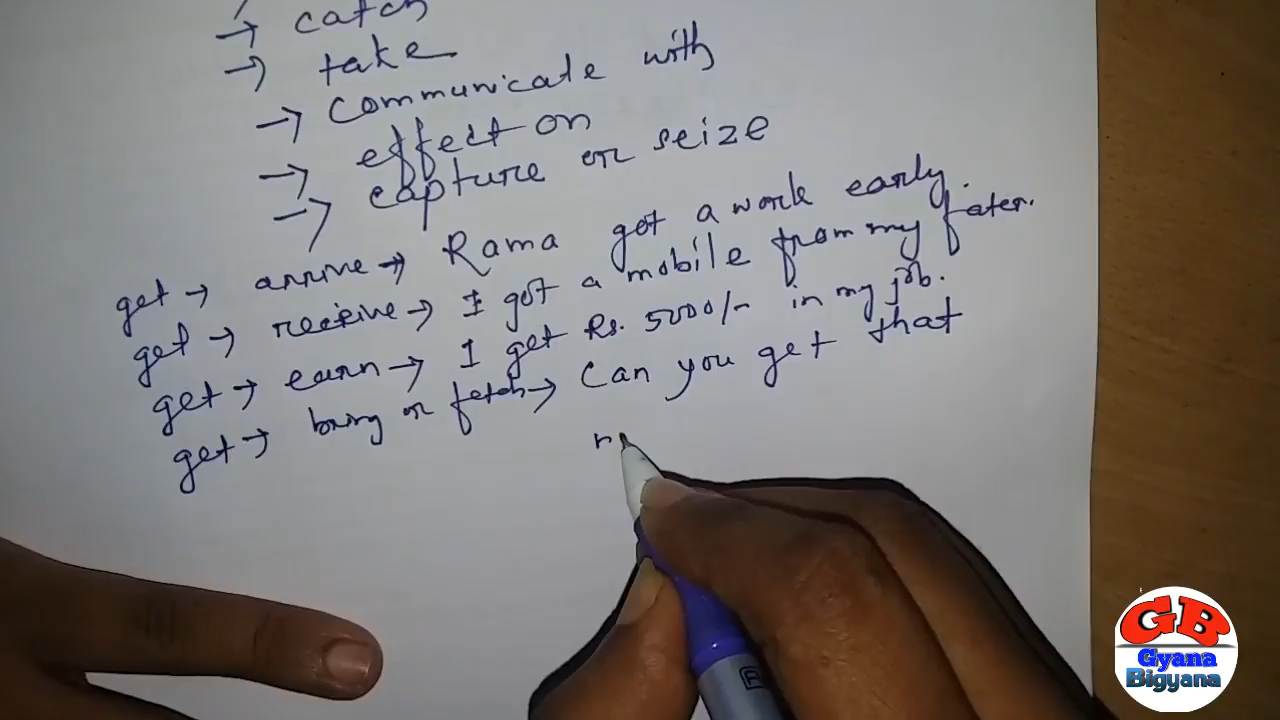 → catch
→ take
→ communicate with
→ effect on
→ capture or seize
get → arrive → Rama got a work early.
get → receive → I got a mobile from my fater.
get → earn → I get Rs. 5000/- in my job.
get → bring or fetch → Can you get that
GB
Gyana
Bigyana